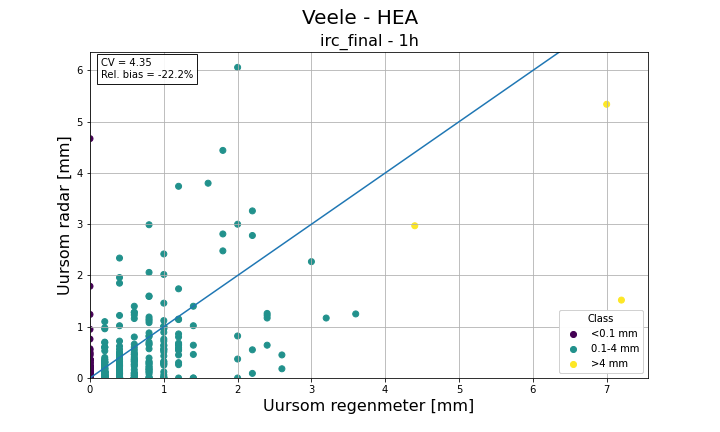 Veele - HEA
irc_final - 1h
CV = 4.35
Rel. bias = -22.2%
Uursom radar [mm]
6
5
4
3
2
1
0
0 1 2 3 4 5 6 7
Uursom regenmeter [mm]
Class
<0.1 mm
0.1-4 mm
>4 mm